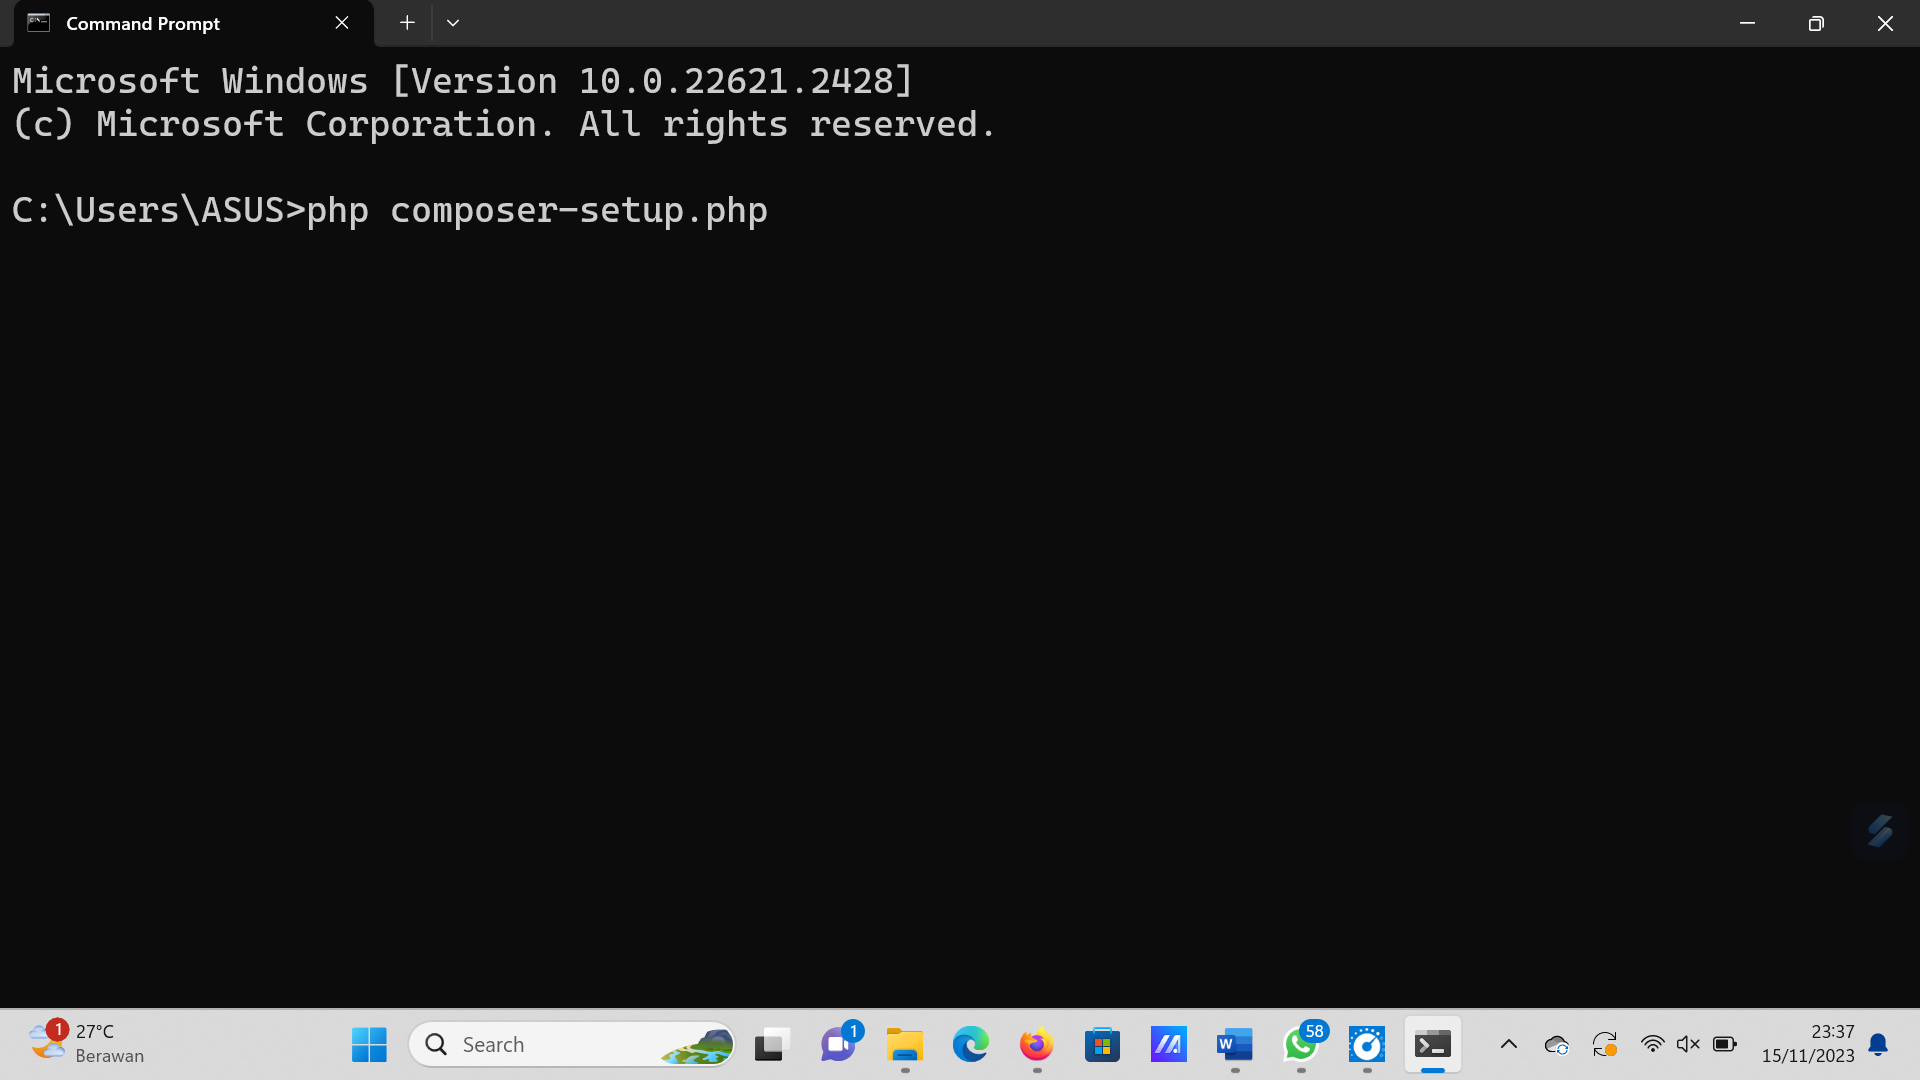 Command Prompt
Microsoft Windows [Version 10.0.22621.2428]
(c) Microsoft Corporation. All rights reserved.
C:\Users\ASUS>php composer-setup.php
1
27°C
Berawan
Search
1
W
58
23:37
15/11/2023